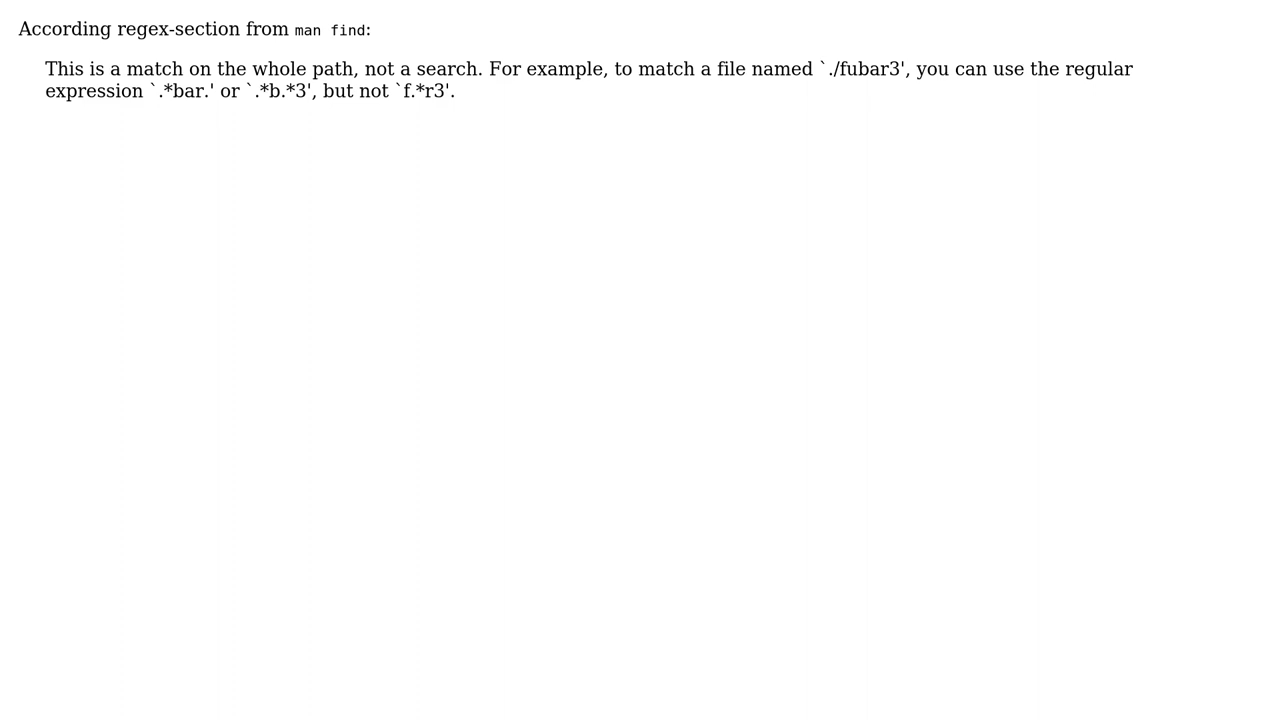 According regex-section from man find:
This is a match on the whole path, not a search. For example, to match a file named `./fubar3', you can use the regular
expression `.*bar.' or `.*b.*3', but not `f.*r3'.